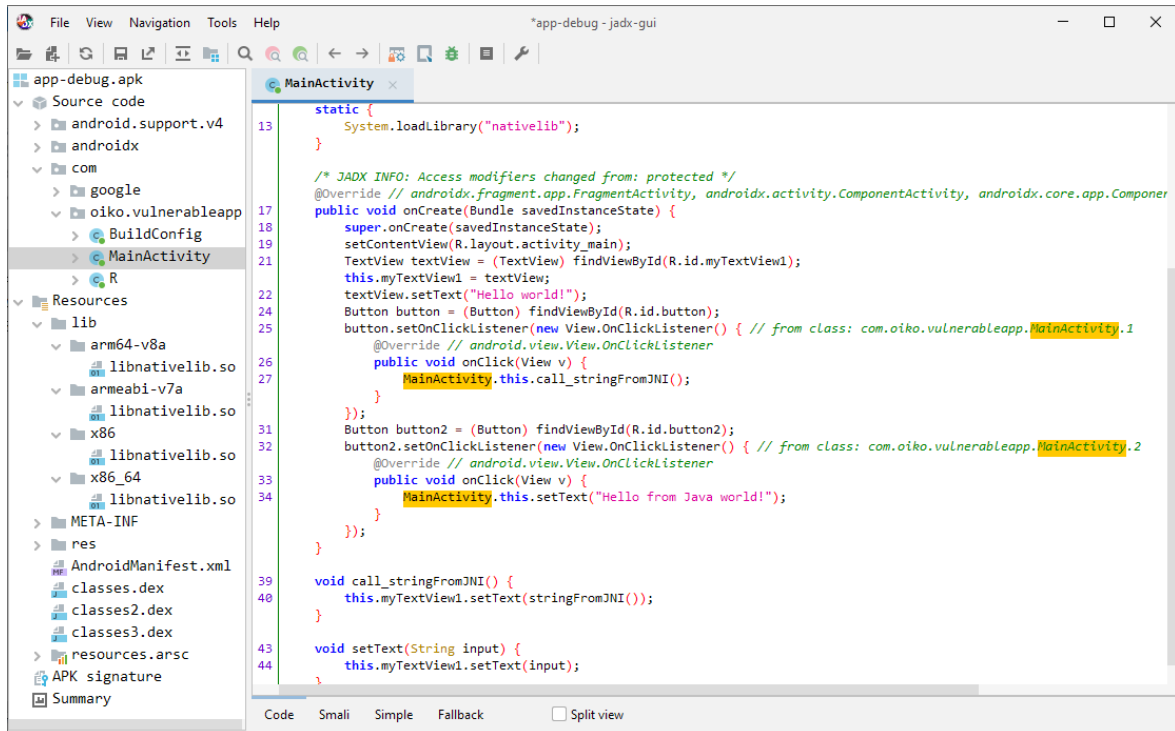 File View Navigation Tools Help *app-debug - jadx-gui
app-debug.apk
Source code
android.support.v4
androidx
com
google
oiko.vulnerableapp
BuildConfig
MainActivity
R
Resources
lib
arm64-v8a
libnativelib.so
armeabi-v7a
libnativelib.so
x86
libnativelib.so
x86_64
libnativelib.so
META-INF
res
AndroidManifest.xml
classes.dex
classes2.dex
classes3.dex
resources.arsc
APK signature
Summary
MainActivity
static {
13 System.loadLibrary("nativelib");
}
/* JADX INFO: Access modifiers changed from: protected */
@Override // androidx.fragment.app.FragmentActivity, androidx.activity.ComponentActivity, androidx.core.app.Componer
17 public void onCreate(Bundle savedInstanceState) {
18 super.onCreate(savedInstanceState);
19 setContentView(R.layout.activity_main);
21 TextView textView = (TextView) findViewById(R.id.myTextView1);
this.myTextView1 = textView;
22 textView.setText("Hello world!");
24 Button button = (Button) findViewById(R.id.button);
25 button.setOnClickListener(new View.OnClickListener() { // from class: com.oiko.vulnerableapp.MainActivity.1
@Override // android.view.View.OnClickListener
26 public void onClick(View v) {
27 MainActivity.this.call_stringFromJNI();
}
});
31 Button button2 = (Button) findViewById(R.id.button2);
32 button2.setOnClickListener(new View.OnClickListener() { // from class: com.oiko.vulnerableapp.MainActivity.2
@Override // android.view.View.OnClickListener
33 public void onClick(View v) {
34 MainActivity.this.setText("Hello from Java world!");
}
});
}
39 void call_stringFromJNI() {
40 this.myTextView1.setText(stringFromJNI());
}
43 void setText(String input) {
44 this.myTextView1.setText(input);
}
Code Smali Simple Fallback Split view